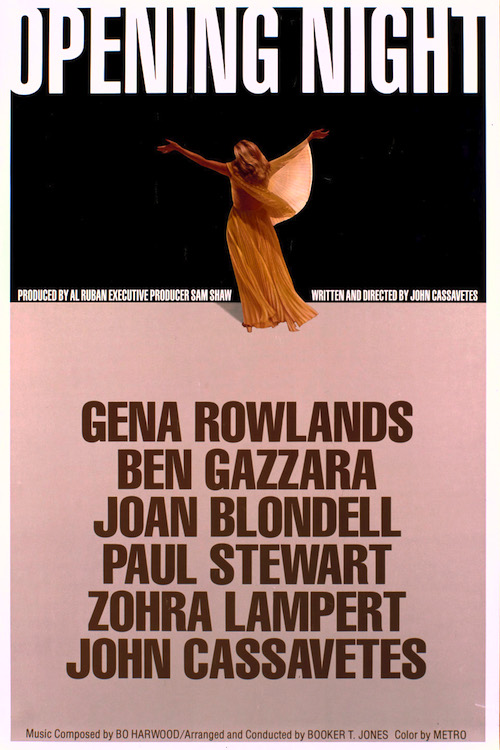 OPENING NIGHT
PRODUCED BY AL RUBAN EXECUTIVE PRODUCER SAM SHAW WRITTEN AND DIRECTED BY JOHN CASSAVETES
GENA ROWLANDS
BEN GAZZARA
JOAN BLONDELL
PAUL STEWART
ZOHRA LAMPERT
JOHN CASSAVETES
Music Composed by BO HARWOOD/Arranged and Conducted by BOOKER T. JONES Color by METRO